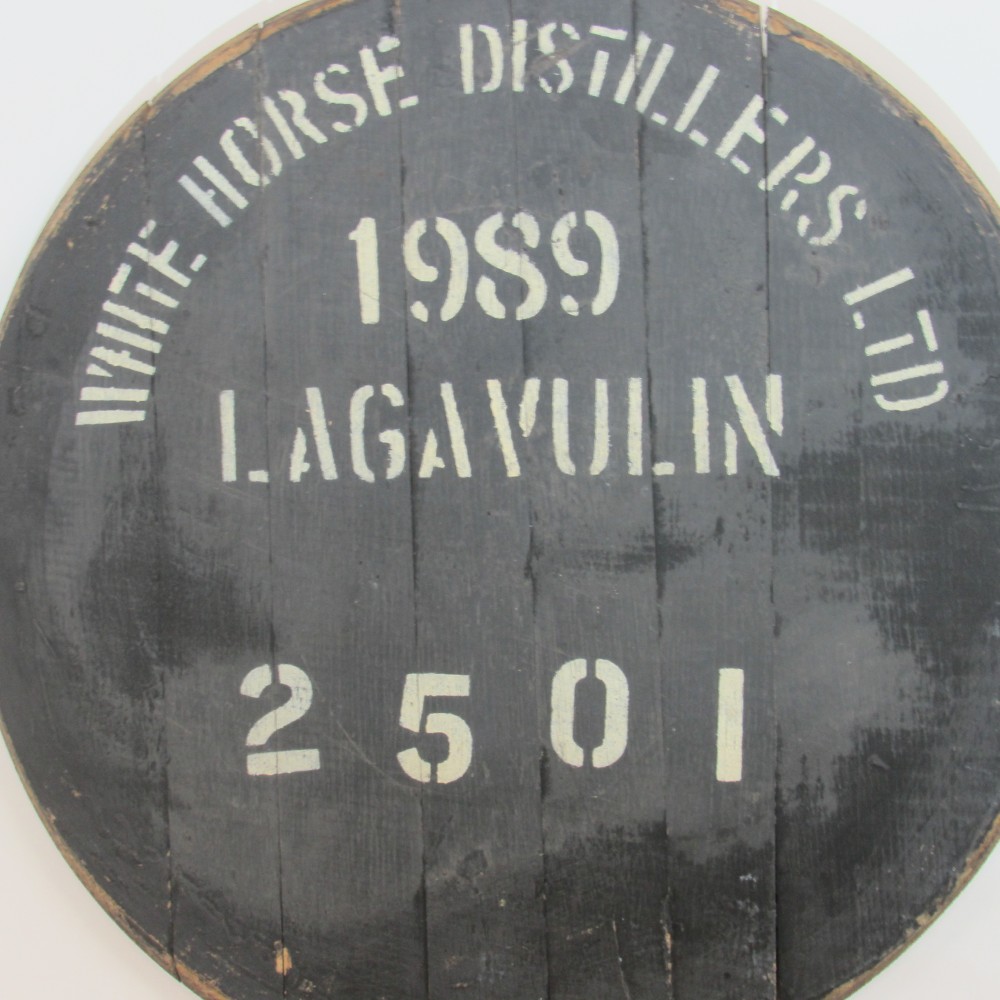 WHITE HORSE DISTILLERS LTD
1989
LAGAVULIN
2501